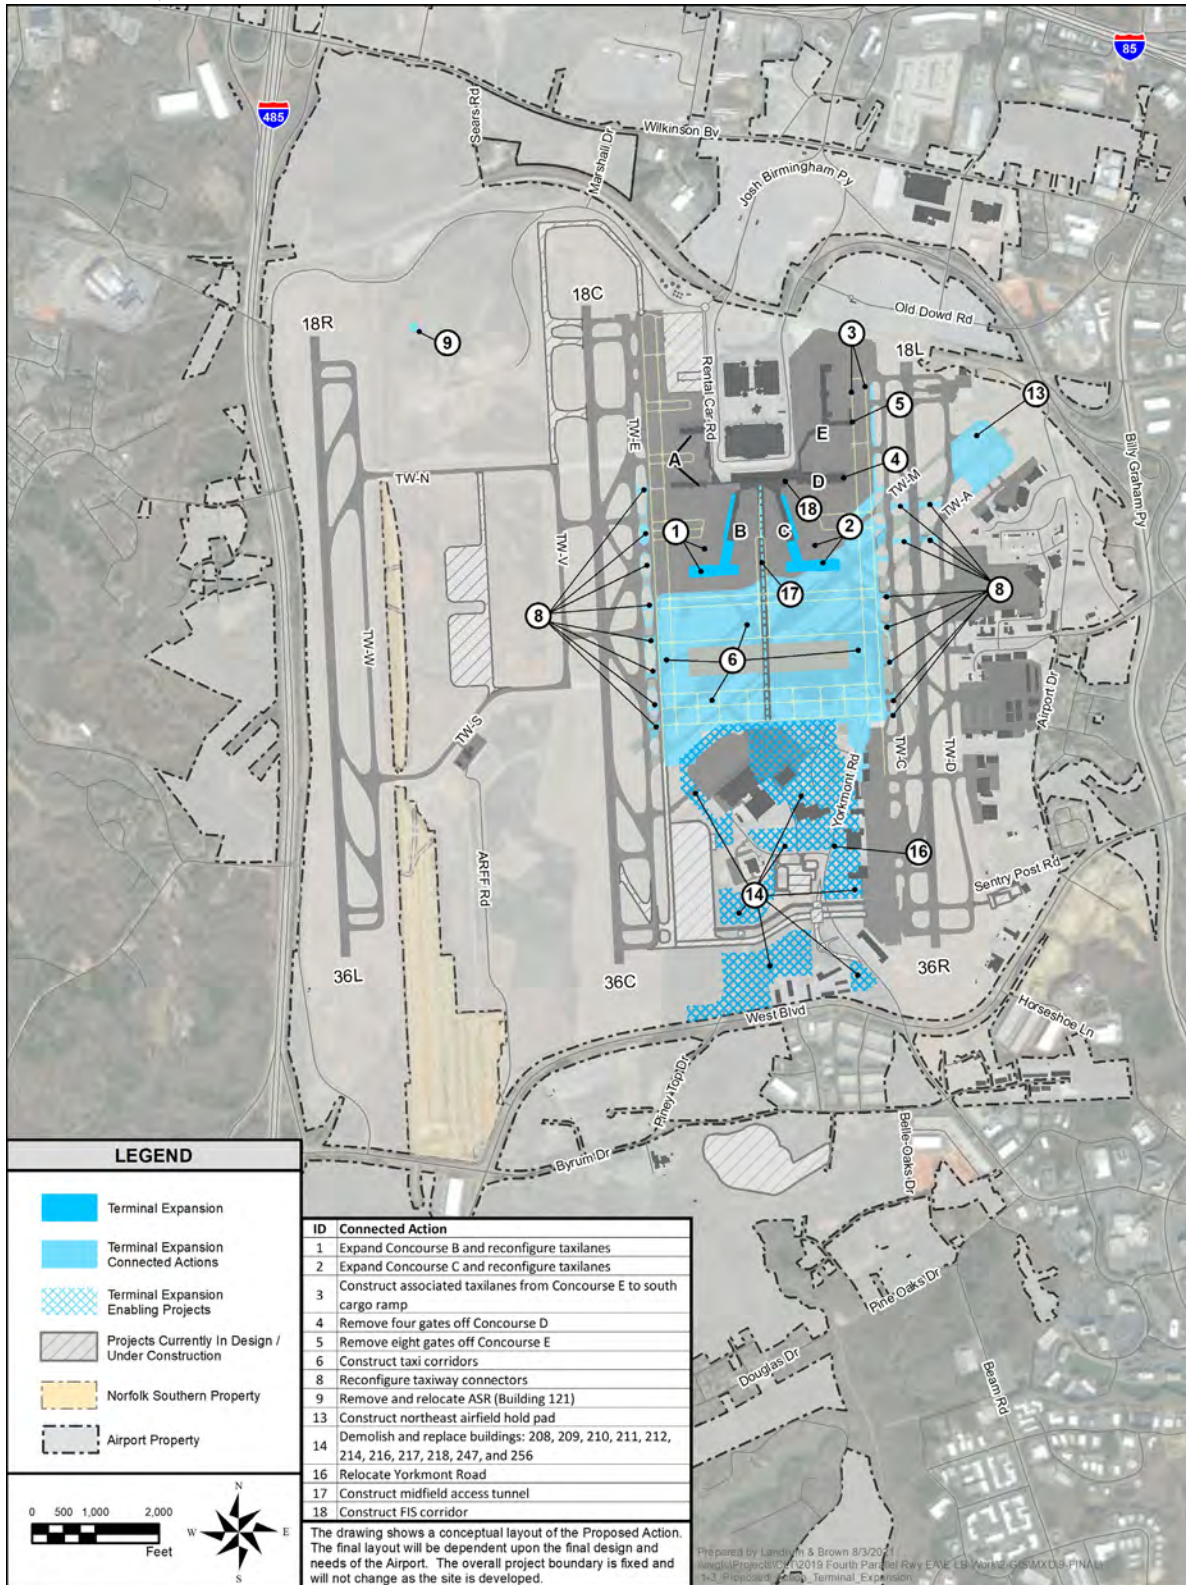 85
485
Sears Rd
Marshall Dr
Wilkinson Bv
Josh Birmingham Py
Old Dowd Rd
18R
18C
18L
9
3
13
5
4
Rental Car Rd
TW-E
E
A
D
TW-N
TW-M
TW-A
18
Billy Graham Py
1
B
C
2
TW-V
17
8
8
TW-W
6
Airport Dr
TW-S
TW-C
TW-D
Yorkmont Rd
16
ARFF Rd
14
Sentry Post Rd
36L
36C
36R
West Blvd
Horseshoe Ln
Piney Top Dr
Byrum Dr
Belle Oaks Dr
Pine Oaks Dr
Douglas Dr
Beam Rd
LEGEND
Terminal Expansion
Terminal Expansion
Connected Actions
Terminal Expansion
Enabling Projects
Projects Currently In Design /
Under Construction
Norfolk Southern Property
Airport Property
0 500 1,000 2,000
Feet
N
W E
S
ID Connected Action
1 Expand Concourse B and reconfigure taxilanes
2 Expand Concourse C and reconfigure taxilanes
3 Construct associated taxilanes from Concourse E to south
cargo ramp
4 Remove four gates off Concourse D
5 Remove eight gates off Concourse E
6 Construct taxi corridors
8 Reconfigure taxiway connectors
9 Remove and relocate ASR (Building 121)
13 Construct northeast airfield hold pad
14 Demolish and replace buildings: 208, 209, 210, 211, 212,
214, 216, 217, 218, 247, and 256
16 Relocate Yorkmont Road
17 Construct midfield access tunnel
18 Construct FIS corridor
The drawing shows a conceptual layout of the Proposed Action.
The final layout will be dependent upon the final design and
needs of the Airport. The overall project boundary is fixed and
will not change as the site is developed.
Prepared by Landrum & Brown 8/3/2021